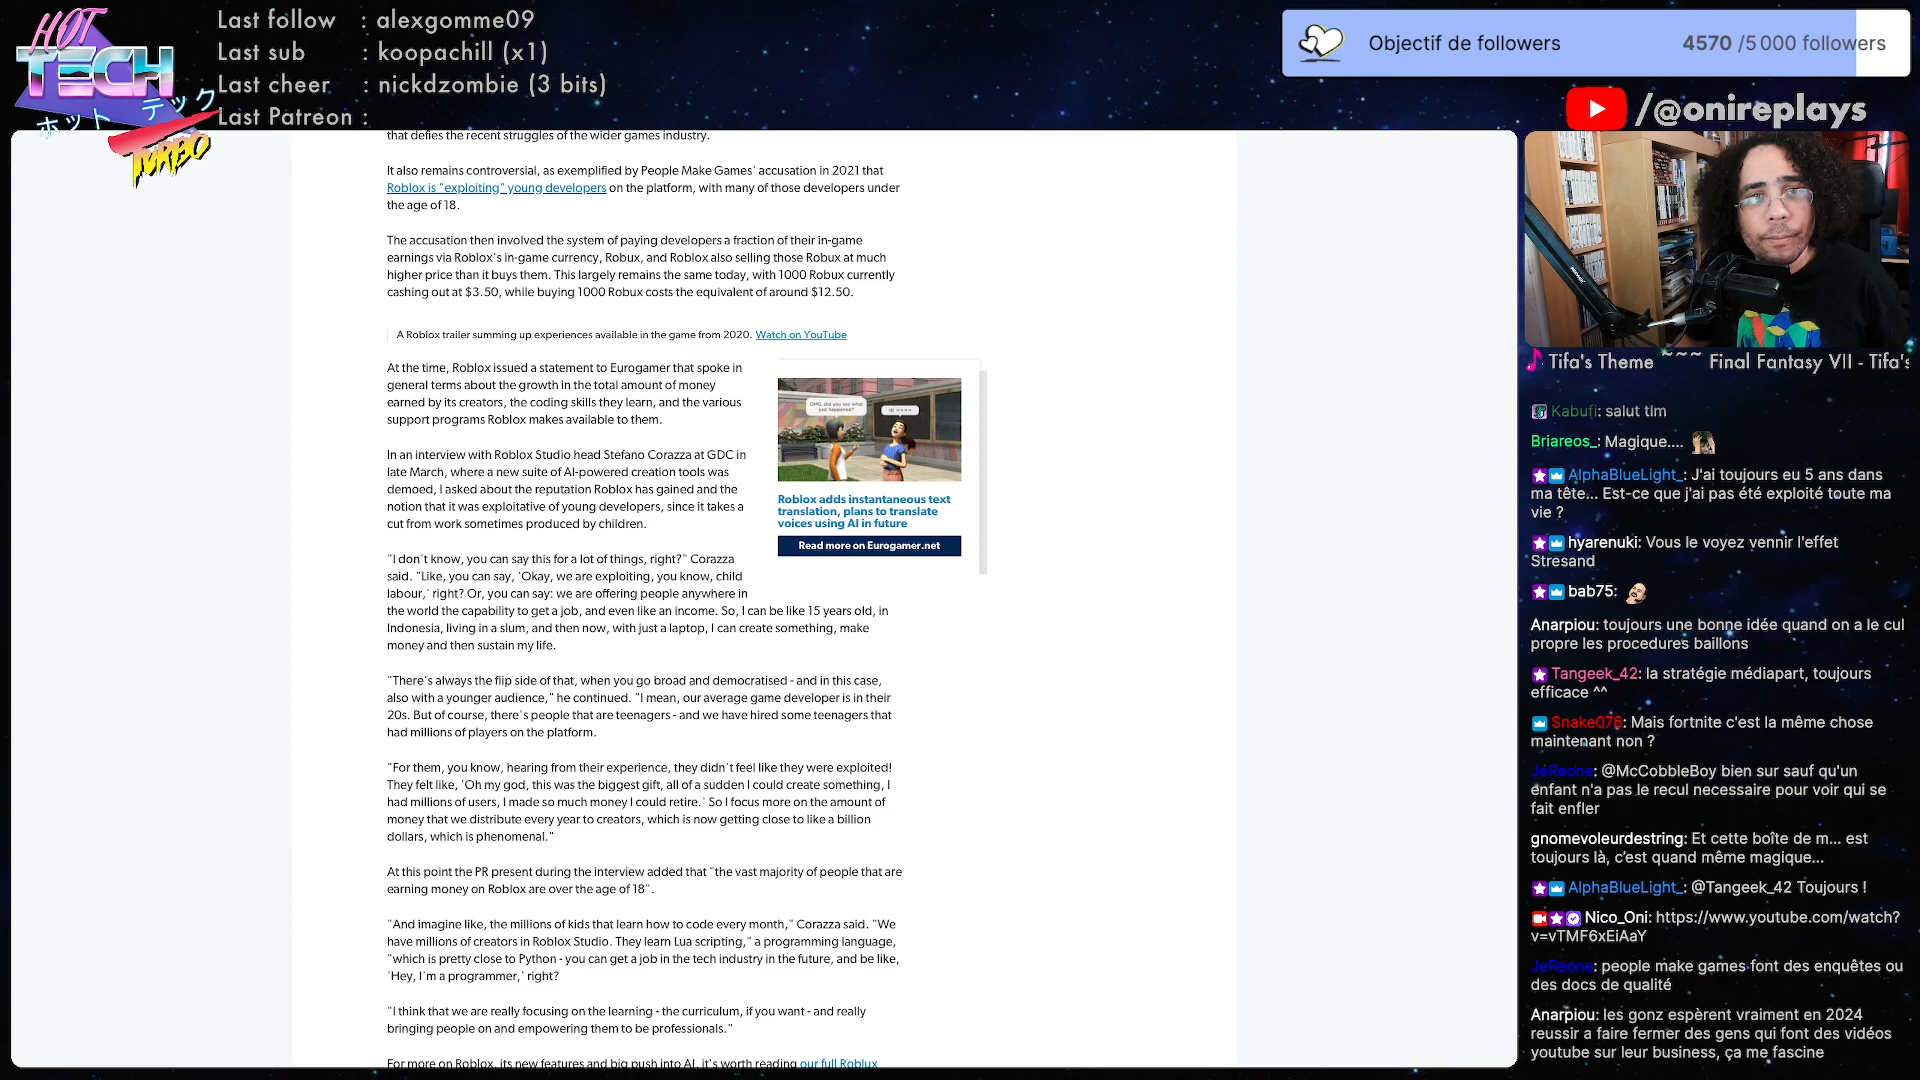 HOT
TECH
ホット テック
TURBO
Last follow : alexgomme09
Last sub : koopachill (x1)
Last cheer : nickdzombie (3 bits)
Last Patreon :
Objectif de followers 4570 /5 000 followers
/@onireplays
that defies the recent struggles of the wider games industry.
It also remains controversial, as exemplified by People Make Games' accusation in 2021 that
Roblox is "exploiting" young developers on the platform, with many of those developers under
the age of 18.
The accusation then involved the system of paying developers a fraction of their in-game
earnings via Roblox's in-game currency, Robux, and Roblox also selling those Robux at much
higher price than it buys them. This largely remains the same today, with 1000 Robux currently
cashing out at $3.50, while buying 1000 Robux costs the equivalent of around $12.50.
A Roblox trailer summing up experiences available in the game from 2020. Watch on YouTube
At the time, Roblox issued a statement to Eurogamer that spoke in
general terms about the growth in the total amount of money
earned by its creators, the coding skills they learn, and the various
support programs Roblox makes available to them.
In an interview with Roblox Studio head Stefano Corazza at GDC in
late March, where a new suite of AI-powered creation tools was
demoed, I asked about the reputation Roblox has gained and the
notion that it was exploitative of young developers, since it takes a
cut from work sometimes produced by children.
OMG, did you see what
just happened?
Roblox adds instantaneous text
translation, plans to translate
voices using AI in future
Read more on Eurogamer.net
"I don't know, you can say this for a lot of things, right?" Corazza
said. "Like, you can say, 'Okay, we are exploiting, you know, child
labour,' right? Or, you can say: we are offering people anywhere in
the world the capability to get a job, and even like an income. So, I can be like 15 years old, in
Indonesia, living in a slum, and then now, with just a laptop, I can create something, make
money and then sustain my life.
"There's always the flip side of that, when you go broad and democratised - and in this case,
also with a younger audience," he continued. "I mean, our average game developer is in their
20s. But of course, there's people that are teenagers - and we have hired some teenagers that
had millions of players on the platform.
"For them, you know, hearing from their experience, they didn't feel like they were exploited!
They felt like, 'Oh my god, this was the biggest gift, all of a sudden I could create something, I
had millions of users, I made so much money I could retire.' So I focus more on the amount of
money that we distribute every year to creators, which is now getting close to like a billion
dollars, which is phenomenal."
At this point the PR present during the interview added that "the vast majority of people that are
earning money on Roblox are over the age of 18".
"And imagine like, the millions of kids that learn how to code every month," Corazza said. "We
have millions of creators in Roblox Studio. They learn Lua scripting," a programming language,
"which is pretty close to Python - you can get a job in the tech industry in the future, and be like,
'Hey, I'm a programmer,' right?
"I think that we are really focusing on the learning - the curriculum, if you want - and really
bringing people on and empowering them to be professionals."
For more on Roblox, its new features and big push into AI, it's worth reading our full Roblux
Tifa's Theme ~~~ Final Fantasy VII - Tifa's
Kabufi: salut tim
Briareos_: Magique....
AlphaBlueLight_: J'ai toujours eu 5 ans dans
ma tête... Est-ce que j'ai pas été exploité toute ma
vie ?
hyarenuki: Vous le voyez vennir l'effet
Stresand
bab75:
Anarpiou: toujours une bonne idée quand on a le cul
propre les procedures baillons
Tangeek_42: la stratégie médiapart, toujours
efficace ^^
Snake076: Mais fortnite c'est la même chose
maintenant non ?
JeReone: @McCobbleBoy bien sur sauf qu'un
enfant n'a pas le recul necessaire pour voir qui se
fait enfler
gnomevoleurdestring: Et cette boîte de m... est
toujours là, c'est quand même magique...
AlphaBlueLight_: @Tangeek_42 Toujours !
Nico_Oni: https://www.youtube.com/watch?
v=vTMF6xEiAaY
JeReone: people make games font des enquêtes ou
des docs de qualité
Anarpiou: les gonz espèrent vraiment en 2024
reussir a faire fermer des gens qui font des vidéos
youtube sur leur business, ça me fascine